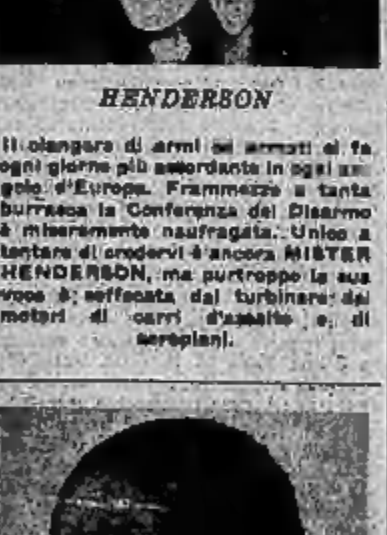 HENDERSON
Il clangore di armi ed armati si fa
ogni giorno più assordante in ogni an-
golo d'Europa. Frammezzo a tanta
burrasca la Conferenza del Disarmo
è miseramente naufragata. Unico a
tentare di credervi è ancora MISTER
HENDERSON, ma purtroppo la sua
voce è soffocata dal turbinare dei
motori di carri d'assalto e di
aeroplani.